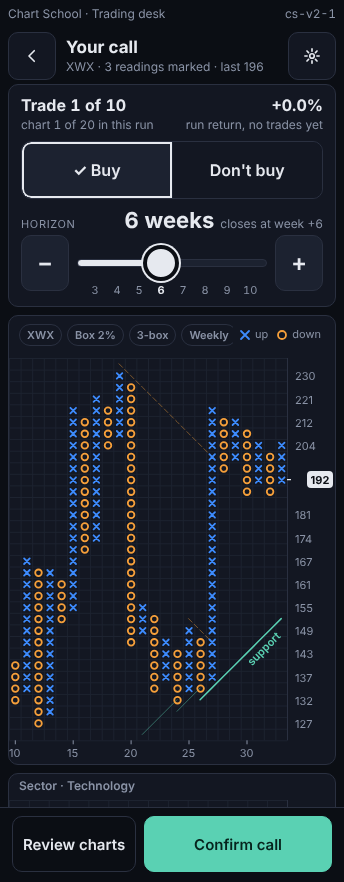 Chart School · Trading desk
cs-v2-1
Your call
XWX · 3 readings marked · last 196
Trade 1 of 10
+0.0%
chart 1 of 20 in this run
run return, no trades yet
✓ Buy
Don't buy
HORIZON
6 weeks closes at week +6
−
+
3 4 5 6 7 8 9 10
XWX
Box 2%
3-box
Weekly
× up
o down
230
221
212
204
192
181
174
167
161
155
149
143
137
132
127
support
10 15 20 25 30
Sector · Technology
Review charts
Confirm call